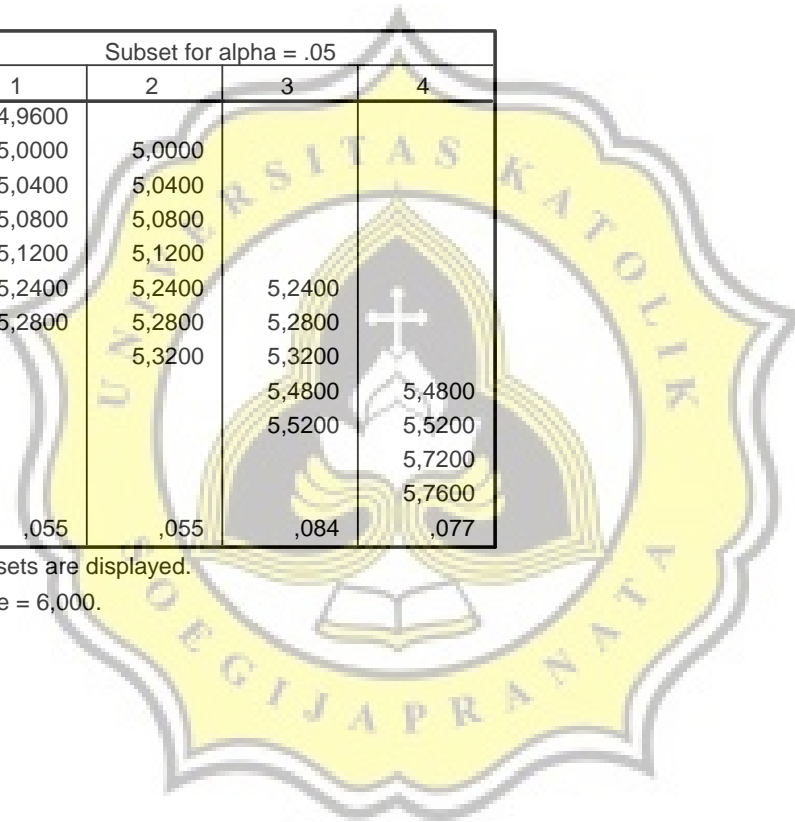 Subset for alpha = .05
1 2 3 4
4,9600
5,0000 5,0000
5,0400 5,0400
5,0800 5,0800
5,1200 5,1200
5,2400 5,2400 5,2400
5,2800 5,2800 5,2800
5,3200 5,3200
5,4800 5,4800
5,5200 5,5200
5,7200
5,7600
,055 ,055 ,084 ,077
sets are displayed.
e = 6,000.
UNIVERSITAS KATOLIK
SOEGIJAPRANATA